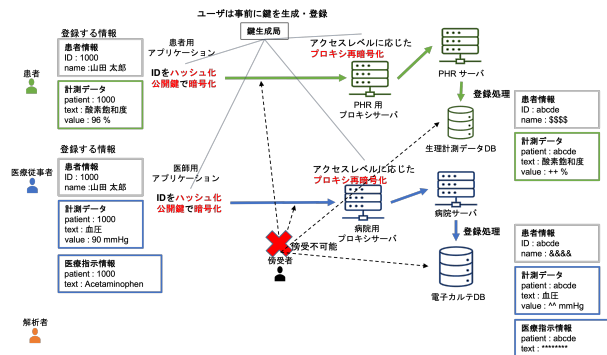 ユーザは事前に鍵を生成・登録
鍵生成局
登録する情報
患者情報
ID : 1000
name :山田 太郎
計測データ
patient : 1000
text : 酸素飽和度
value : 96 %
患者
患者用
アプリケーション
IDをハッシュ化
公開鍵で暗号化
アクセスレベルに応じた
プロキシ再暗号化
PHR 用
プロキシサーバ
PHR サーバ
登録処理
生理計測データDB
患者情報
ID : abcde
name : $$$$
計測データ
patient : abcde
text : 酸素飽和度
value : ++ %
登録する情報
医療従事者
患者情報
ID : 1000
name :山田 太郎
計測データ
patient : 1000
text : 血圧
value : 90 mmHg
医療指示情報
patient : 1000
text : Acetaminophen
医師用
アプリケーション
IDをハッシュ化
公開鍵で暗号化
アクセスレベルに応じた
プロキシ再暗号化
病院用
プロキシサーバ
病院サーバ
登録処理
傍受不可能
傍受者
電子カルテDB
患者情報
ID : abcde
name : &&&&
計測データ
patient : abcde
text : 血圧
value : ^^ mmHg
医療指示情報
patient : abcde
text : ********
解析者